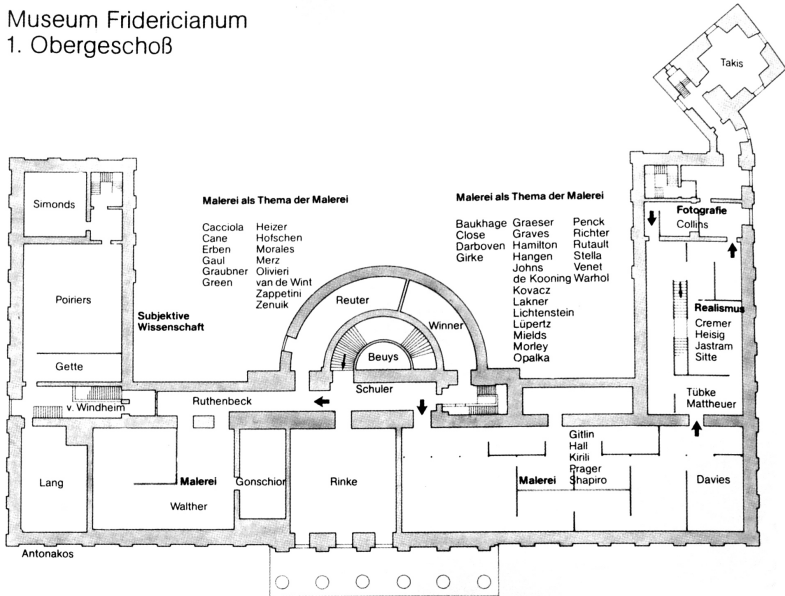 Museum Fridericianum
1. Obergeschoß
Takis
Simonds
Malerei als Thema der Malerei
Cacciola Heizer
Cane Hofschen
Erben Morales
Gaul Merz
Graubner Olivieri
Green van de Wint
Zappetini
Zenuik
Malerei als Thema der Malerei
Baukhage Graeser Penck
Close Graves Richter
Darboven Hamilton Rutault
Girke Hangen Stella
Johns Venet
de Kooning Warhol
Kovacz
Lakner
Lichtenstein
Lüpertz
Mields
Morley
Opalka
Fotografie
Collins
Poiriers
Subjektive
Wissenschaft
Reuter
Winner
Realismus
Cremer
Heisig
Jastram
Sitte
Gette
Beuys
Schuler
v. Windheim
Ruthenbeck
Tübke
Mattheuer
Gitlin
Hall
Kirili
Prager
Shapiro
Lang
Malerei
Walther
Gonschior
Rinke
Malerei
Davies
Antonakos